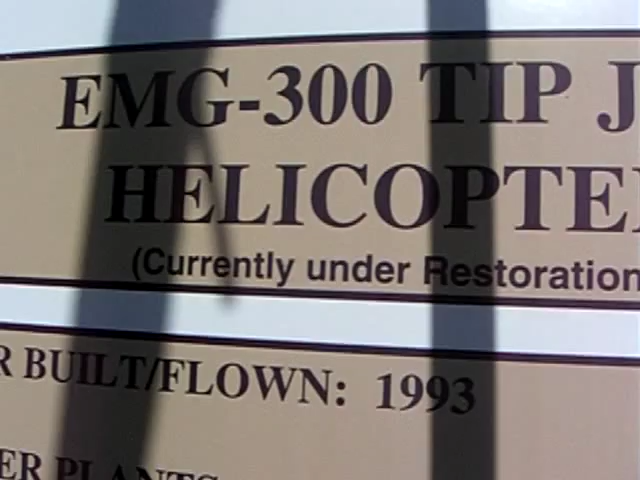 EMG-300 TIP J
HELICOPTE
(Currently under Restoration
R BUILT/FLOWN: 1993
ER PLANTS